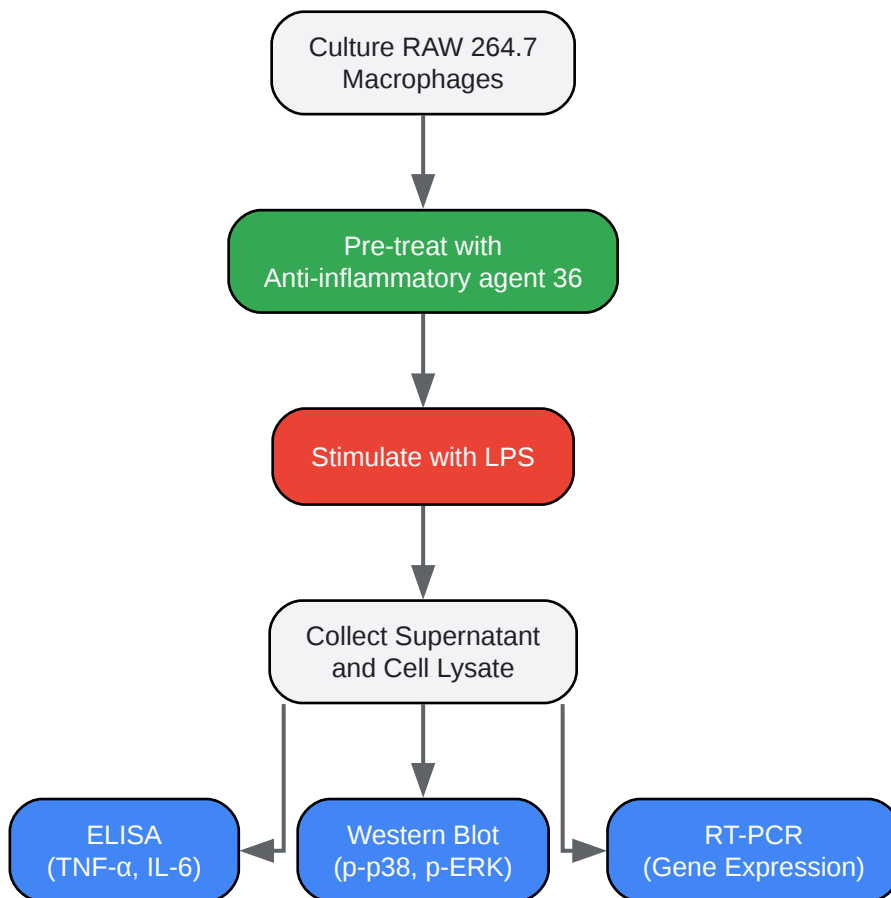 Culture RAW 264.7
Macrophages
Pre-treat with
Anti-inflammatory agent 36
Stimulate with LPS
Collect Supernatant
and Cell Lysate
ELISA
(TNF-α, IL-6)
Western Blot
(p-p38, p-ERK)
RT-PCR
(Gene Expression)